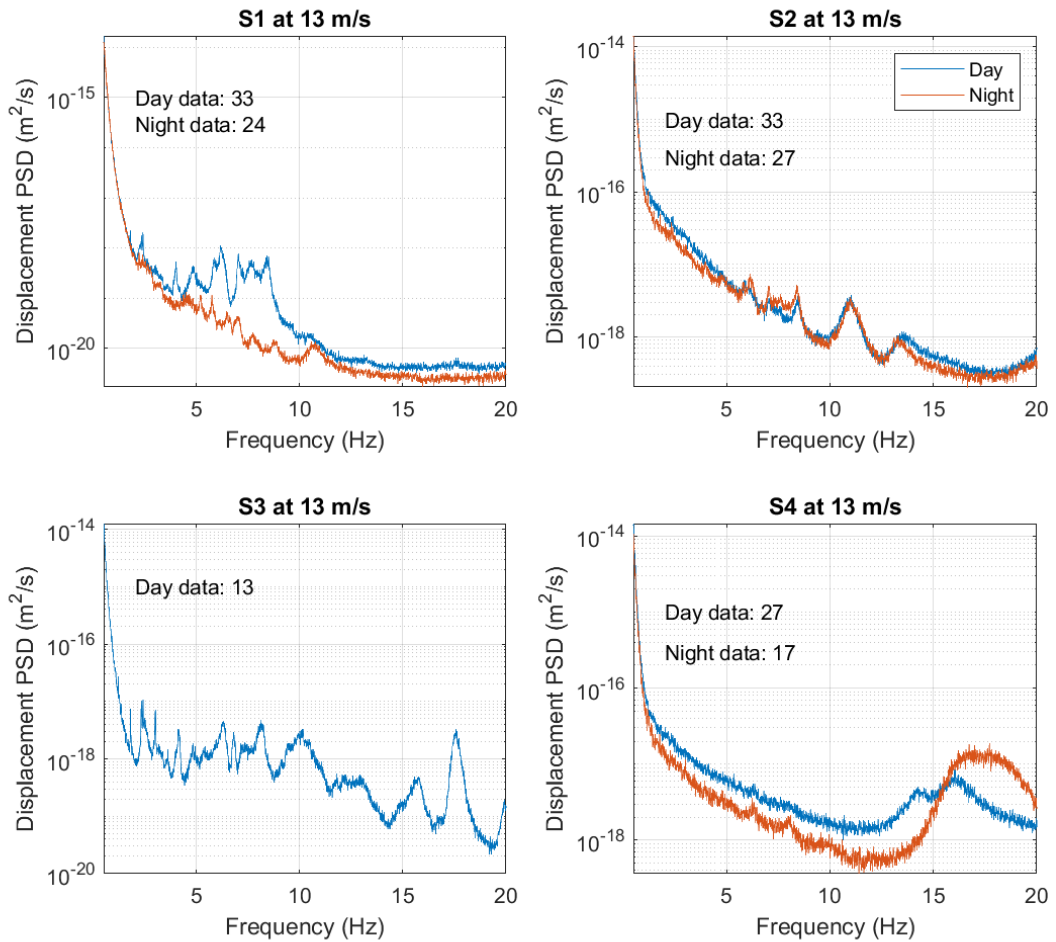 S1 at 13 m/s
Displacement PSD (m²/s)
10⁻¹⁵
10⁻²⁰
Day data: 33
Night data: 24
5 10 15 20
Frequency (Hz)
S2 at 13 m/s
Displacement PSD (m²/s)
10⁻¹⁴
10⁻¹⁶
10⁻¹⁸
Day
Night
Day data: 33
Night data: 27
5 10 15 20
Frequency (Hz)
S3 at 13 m/s
Displacement PSD (m²/s)
10⁻¹⁴
10⁻¹⁶
10⁻¹⁸
10⁻²⁰
Day data: 13
5 10 15 20
Frequency (Hz)
S4 at 13 m/s
Displacement PSD (m²/s)
10⁻¹⁴
10⁻¹⁶
10⁻¹⁸
Day data: 27
Night data: 17
5 10 15 20
Frequency (Hz)